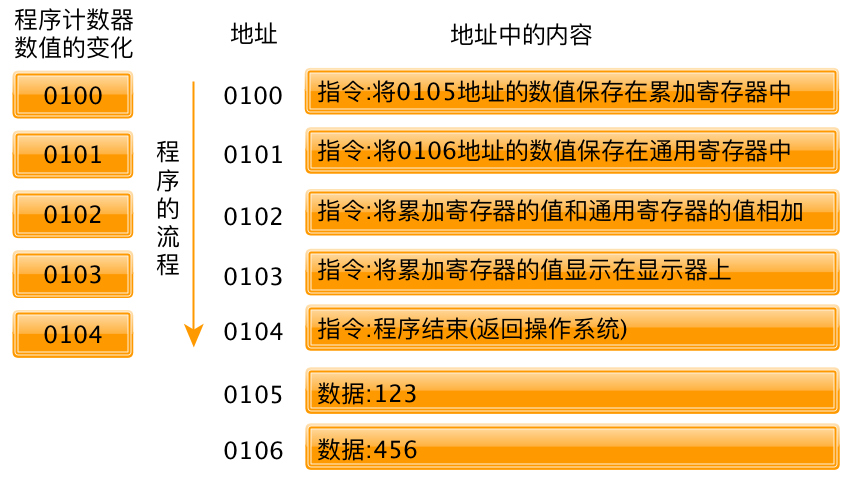 程序计数器
数值的变化
地址
地址中的内容
0100
0100
指令:将0105地址的数值保存在累加寄存器中
0101
0101
指令:将0106地址的数值保存在通用寄存器中
0102
0102
指令:将累加寄存器的值和通用寄存器的值相加
0103
0103
指令:将累加寄存器的值显示在显示器上
0104
0104
指令:程序结束(返回操作系统)
程序的流程
0105
数据:123
0106
数据:456